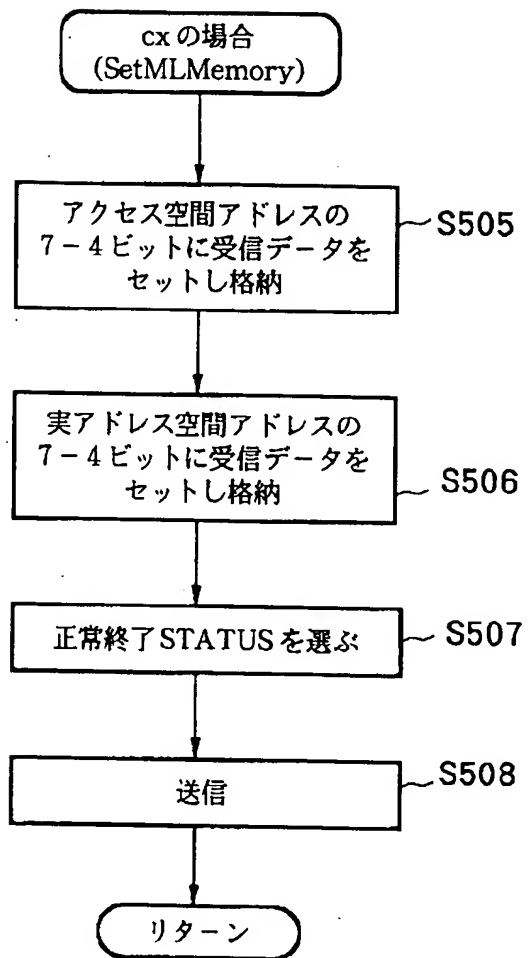 cxの場合
(SetMLMemory)
アクセス空間アドレスの
7-4ビットに受信データを
セットし格納
S505
実アドレス空間アドレスの
7-4ビットに受信データを
セットし格納
S506
正常終了STATUSを選ぶ
S507
送信
S508
リターン